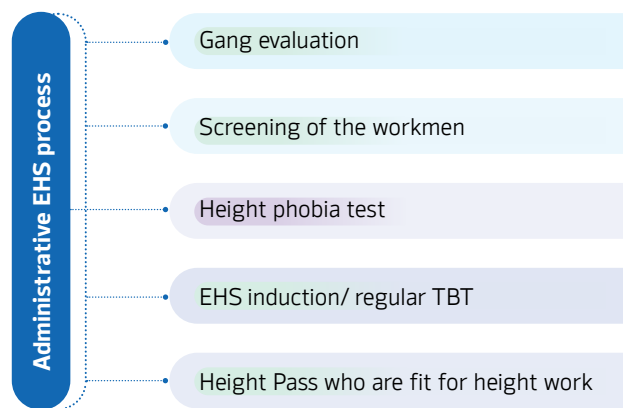 Administrative EHS process
Gang evaluation
Screening of the workmen
Height phobia test
EHS induction/ regular TBT
Height Pass who are fit for height work